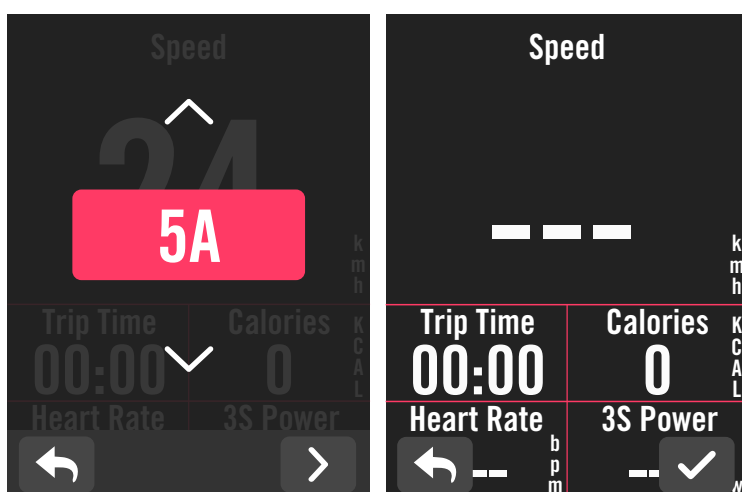 Speed
24
5A
k
m
h
Trip Time
Calories
00:00
0
K
C
A
L
Heart Rate
3S Power
Speed
---
k
m
h
Trip Time
Calories
00:00
0
K
C
A
L
Heart Rate
3S Power
--
b
p
m
--
w